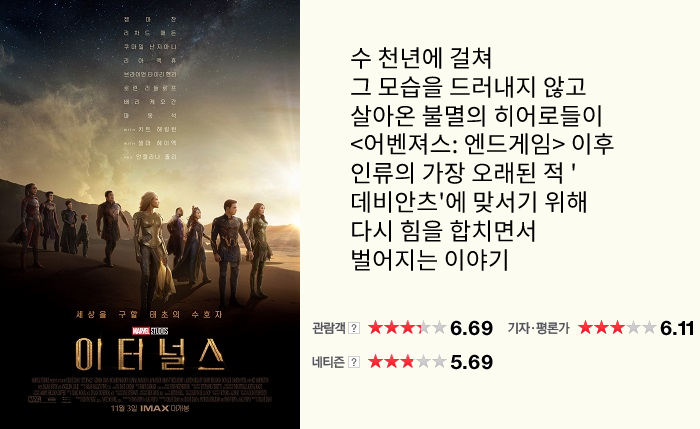 젬마 찬
리차드 매든
쿠마일 난지아니
리아 맥휴
브라이언 타이리 헨리
로런 리들로프
배리 케오간
마동석
키트 해링턴
셀마 헤이엑
안젤리나 졸리
세상을 구할 태초의 수호자
MARVEL STUDIOS
이터널스
11월 3일 IMAX 대개봉
수 천년에 걸쳐
그 모습을 드러내지 않고
살아온 불멸의 히어로들이
<어벤져스: 엔드게임> 이후
인류의 가장 오래된 적 '
데비안츠'에 맞서기 위해
다시 힘을 합치면서
벌어지는 이야기
관람객 ? 6.69 기자·평론가 6.11
네티즌 ? 5.69